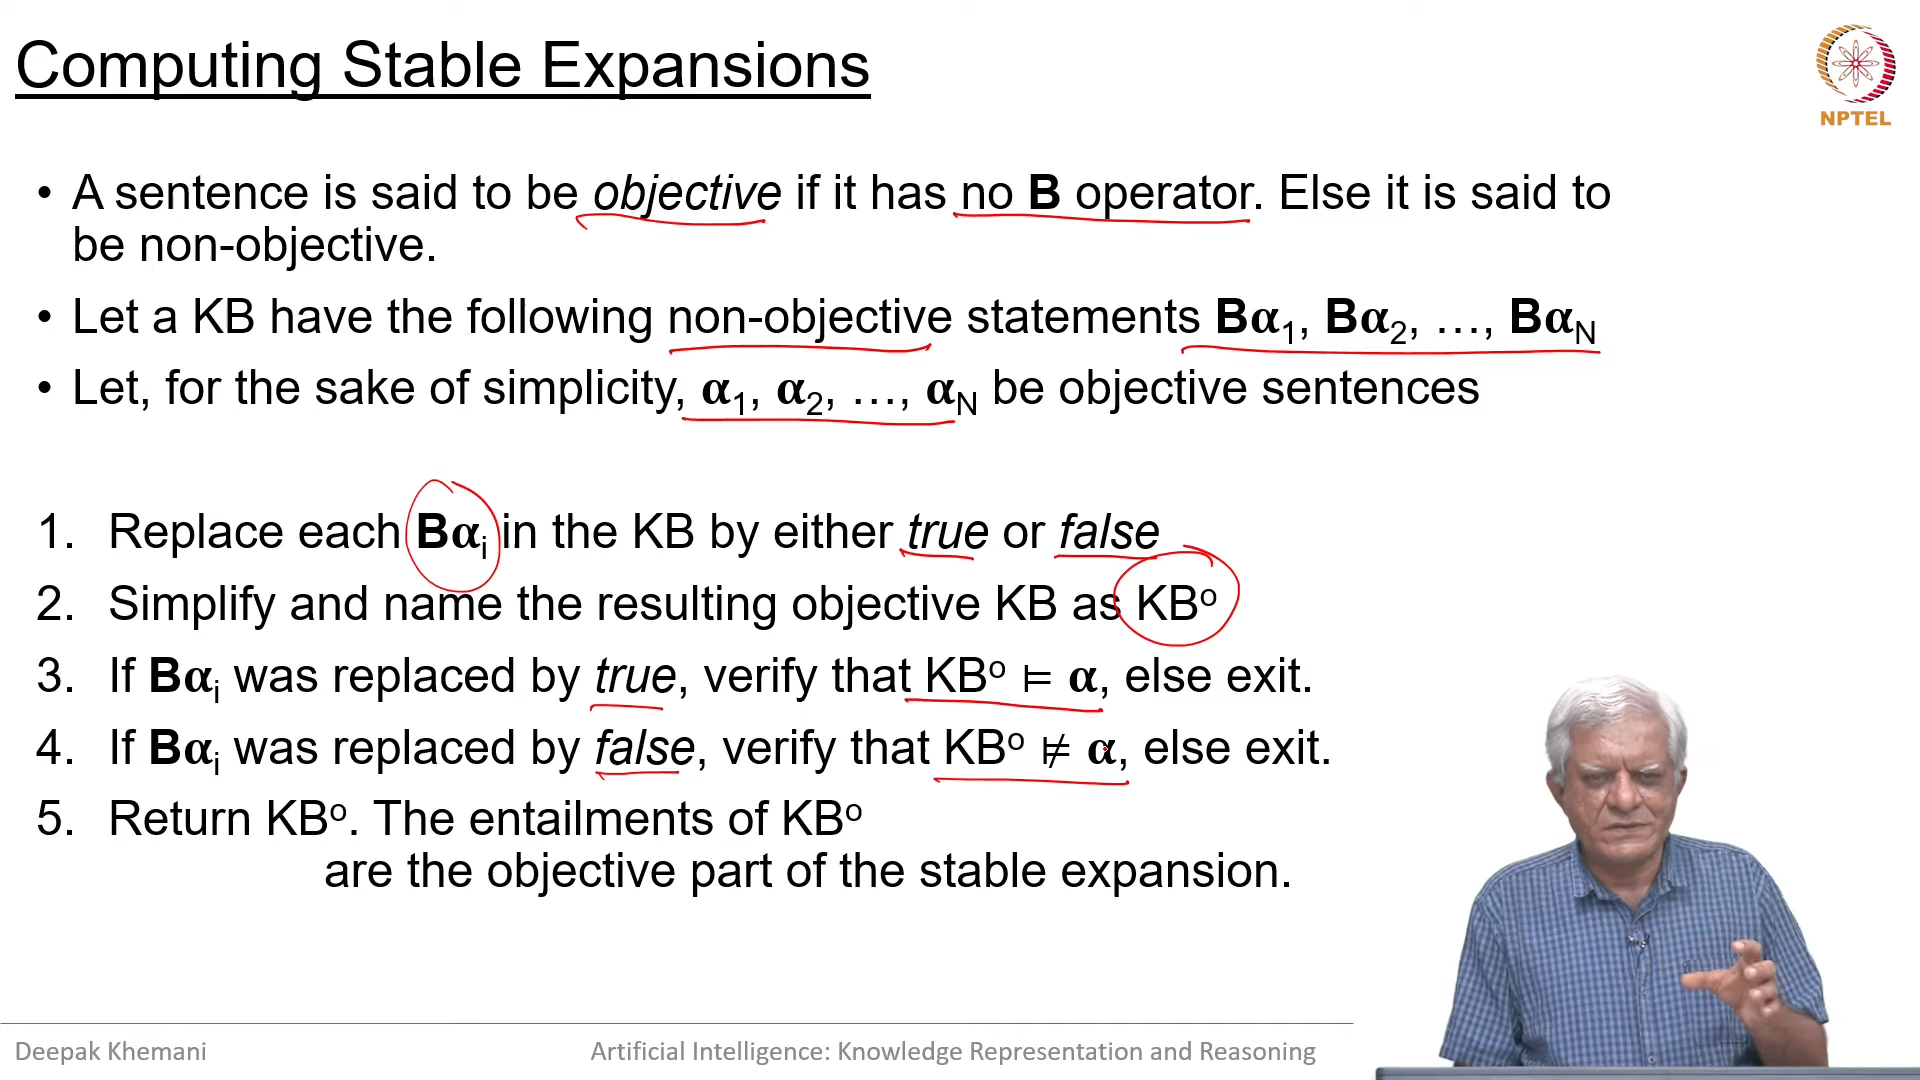 Computing Stable Expansions
NPTEL
• A sentence is said to be objective if it has no B operator. Else it is said to
be non-objective.
• Let a KB have the following non-objective statements Bα₁, Bα₂, …, Bα_N
• Let, for the sake of simplicity, α₁, α₂, …, α_N be objective sentences
1. Replace each Bαᵢ in the KB by either true or false
2. Simplify and name the resulting objective KB as KBᵒ
3. If Bαᵢ was replaced by true, verify that KBᵒ ⊨ α, else exit.
4. If Bαᵢ was replaced by false, verify that KBᵒ ⊭ α, else exit.
5. Return KBᵒ. The entailments of KBᵒ
are the objective part of the stable expansion.
Deepak Khemani
Artificial Intelligence: Knowledge Representation and Reasoning